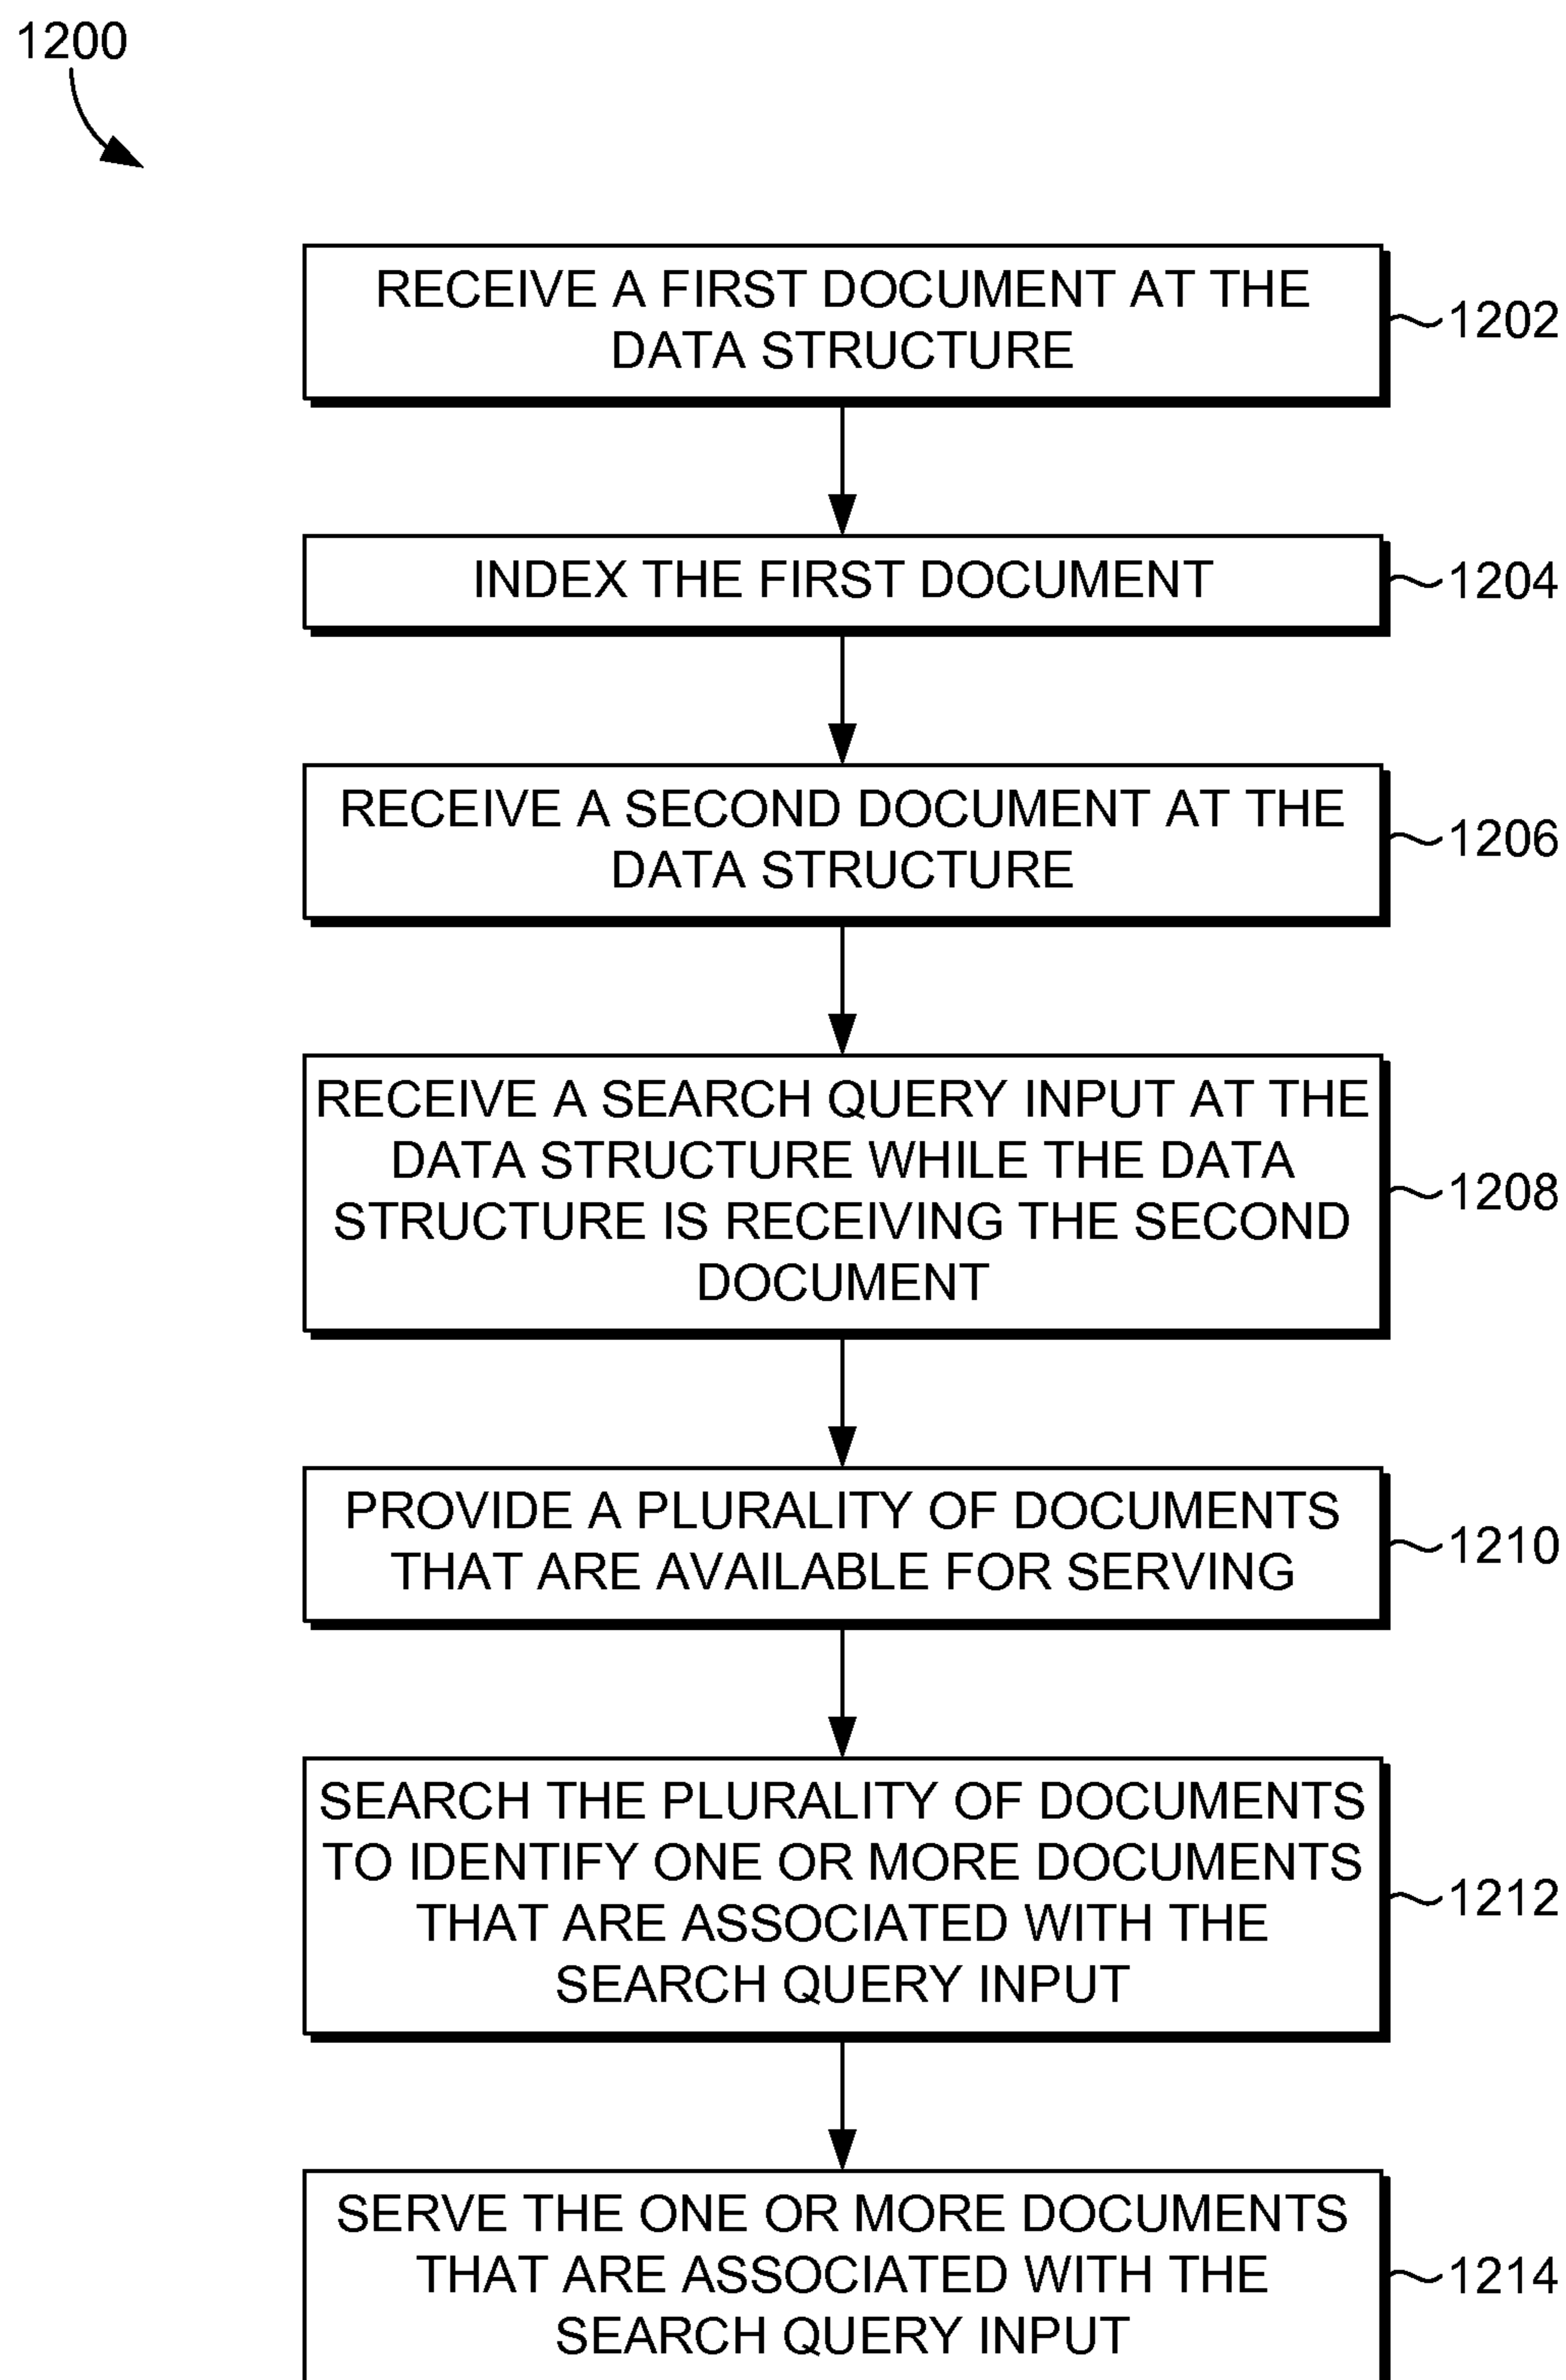 1200
RECEIVE A FIRST DOCUMENT AT THE
DATA STRUCTURE
1202
INDEX THE FIRST DOCUMENT
1204
RECEIVE A SECOND DOCUMENT AT THE
DATA STRUCTURE
1206
RECEIVE A SEARCH QUERY INPUT AT THE
DATA STRUCTURE WHILE THE DATA
STRUCTURE IS RECEIVING THE SECOND
DOCUMENT
1208
PROVIDE A PLURALITY OF DOCUMENTS
THAT ARE AVAILABLE FOR SERVING
1210
SEARCH THE PLURALITY OF DOCUMENTS
TO IDENTIFY ONE OR MORE DOCUMENTS
THAT ARE ASSOCIATED WITH THE
SEARCH QUERY INPUT
1212
SERVE THE ONE OR MORE DOCUMENTS
THAT ARE ASSOCIATED WITH THE
SEARCH QUERY INPUT
1214